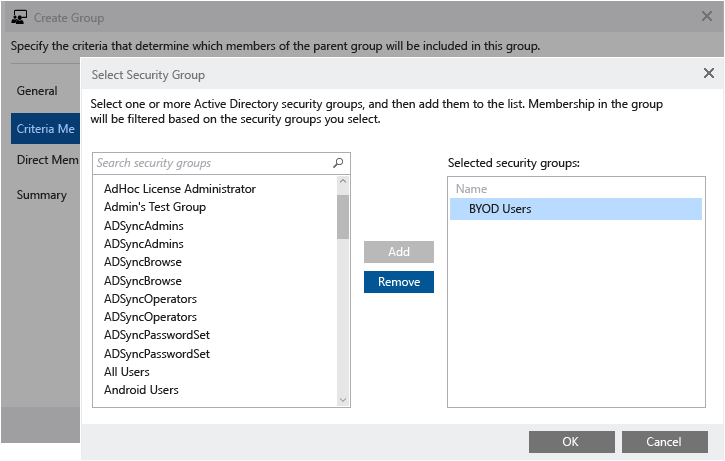 Create Group
Specify the criteria that determine which members of the parent group will be included in this group.
General
Criteria Me
Direct Mem
Summary
Select Security Group
Select one or more Active Directory security groups, and then add them to the list. Membership in the group
will be filtered based on the security groups you select.
Search security groups
AdHoc License Administrator
Admin's Test Group
ADSyncAdmins
ADSyncAdmins
ADSyncBrowse
ADSyncBrowse
ADSyncOperators
ADSyncOperators
ADSyncPasswordSet
ADSyncPasswordSet
All Users
Android Users
Add
Remove
Selected security groups:
Name
BYOD Users
OK
Cancel